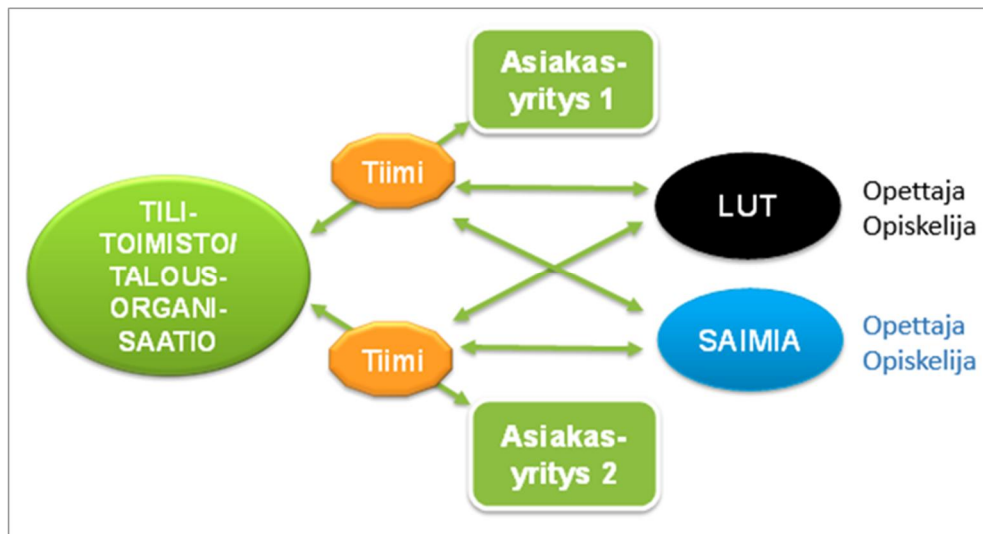 Asiakas-
yritys 1
Tiimi
TILI-
TOIMISTO/
TALOUS-
ORGANI-
SAATIO
LUT
Opettaja
Opiskelija
Tiimi
SAIMIA
Opettaja
Opiskelija
Asiakas-
yritys 2